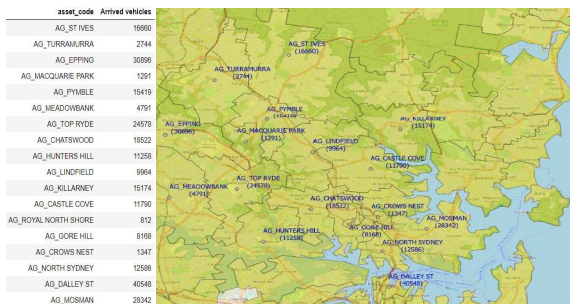 asset_code Arrived vehicles
AG_ST IVES 16660
AG_TURRAMURRA 2744
AG_EPPING 30896
AG_MACQUARIE PARK 1291
AG_PYMBLE 15419
AG_MEADOWBANK 4791
AG_TOP RYDE 24578
AG_CHATSWOOD 18522
AG_HUNTERS HILL 11258
AG_LINDFIELD 9964
AG_KILLARNEY 15174
AG_CASTLE COVE 11790
AG_ROYAL NORTH SHORE 812
AG_GORE HILL 8168
AG_CROWS NEST 1347
AG_NORTH SYDNEY 12586
AG_DALLEY ST 40548
AG_MOSMAN 28342
AG_ST IVES
(16660)
AG_TURRAMURRA
(2744)
AG_PYMBLE
(15419)
AG_KILLARNEY
(15174)
AG_EPPING
(30896)
AG_MACQUARIE PARK
(1291)
AG_LINDFIELD
(9964)
AG_CASTLE COVE
(11790)
AG_TOP RYDE
(24578)
AG_MEADOWBANK
(4791)
AG_CHATSWOOD
(18522)
AG_CROWS NEST
(1347)
AG_MOSMAN
(28342)
AG_GORE HILL
(8168)
AG_HUNTERS HILL
(11258)
AG_NORTH SYDNEY
(12586)
AG_DALLEY ST
(40548)